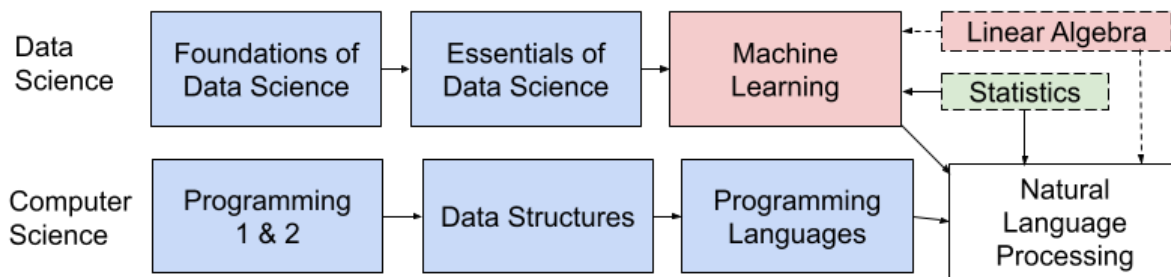 Data
Science
Foundations of
Data Science
Essentials of
Data Science
Machine
Learning
Linear Algebra
Statistics
Computer
Science
Programming
1 & 2
Data Structures
Programming
Languages
Natural
Language
Processing